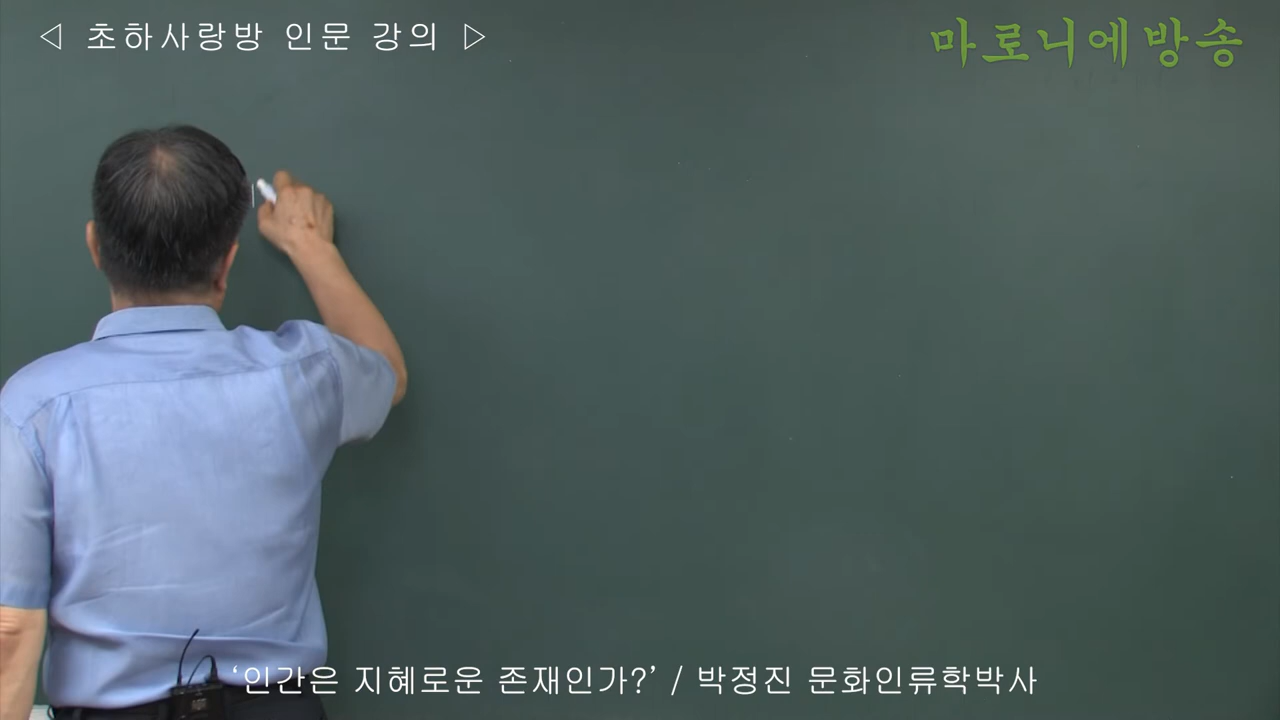 ◁ 초하사랑방 인문 강의 ▷
마로니에방송
‘인간은 지혜로운 존재인가?’ / 박정진 문화인류학박사